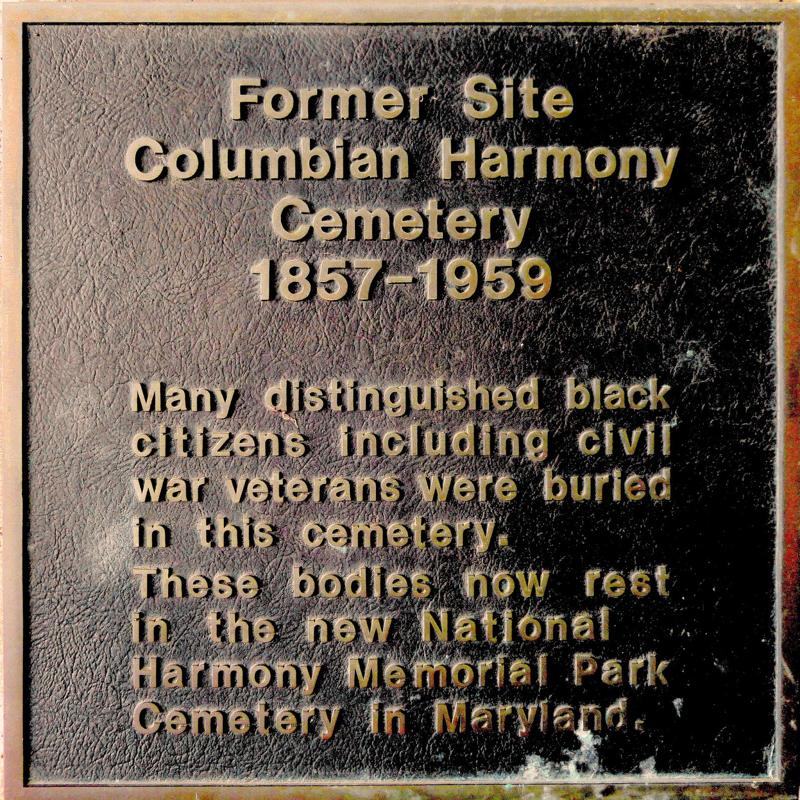 Former Site
Columbian Harmony
Cemetery
1857-1959
Many distinguished black
citizens including civil
war veterans were buried
in this cemetery.
These bodies now rest
in the new National
Harmony Memorial Park
Cemetery in Maryland.